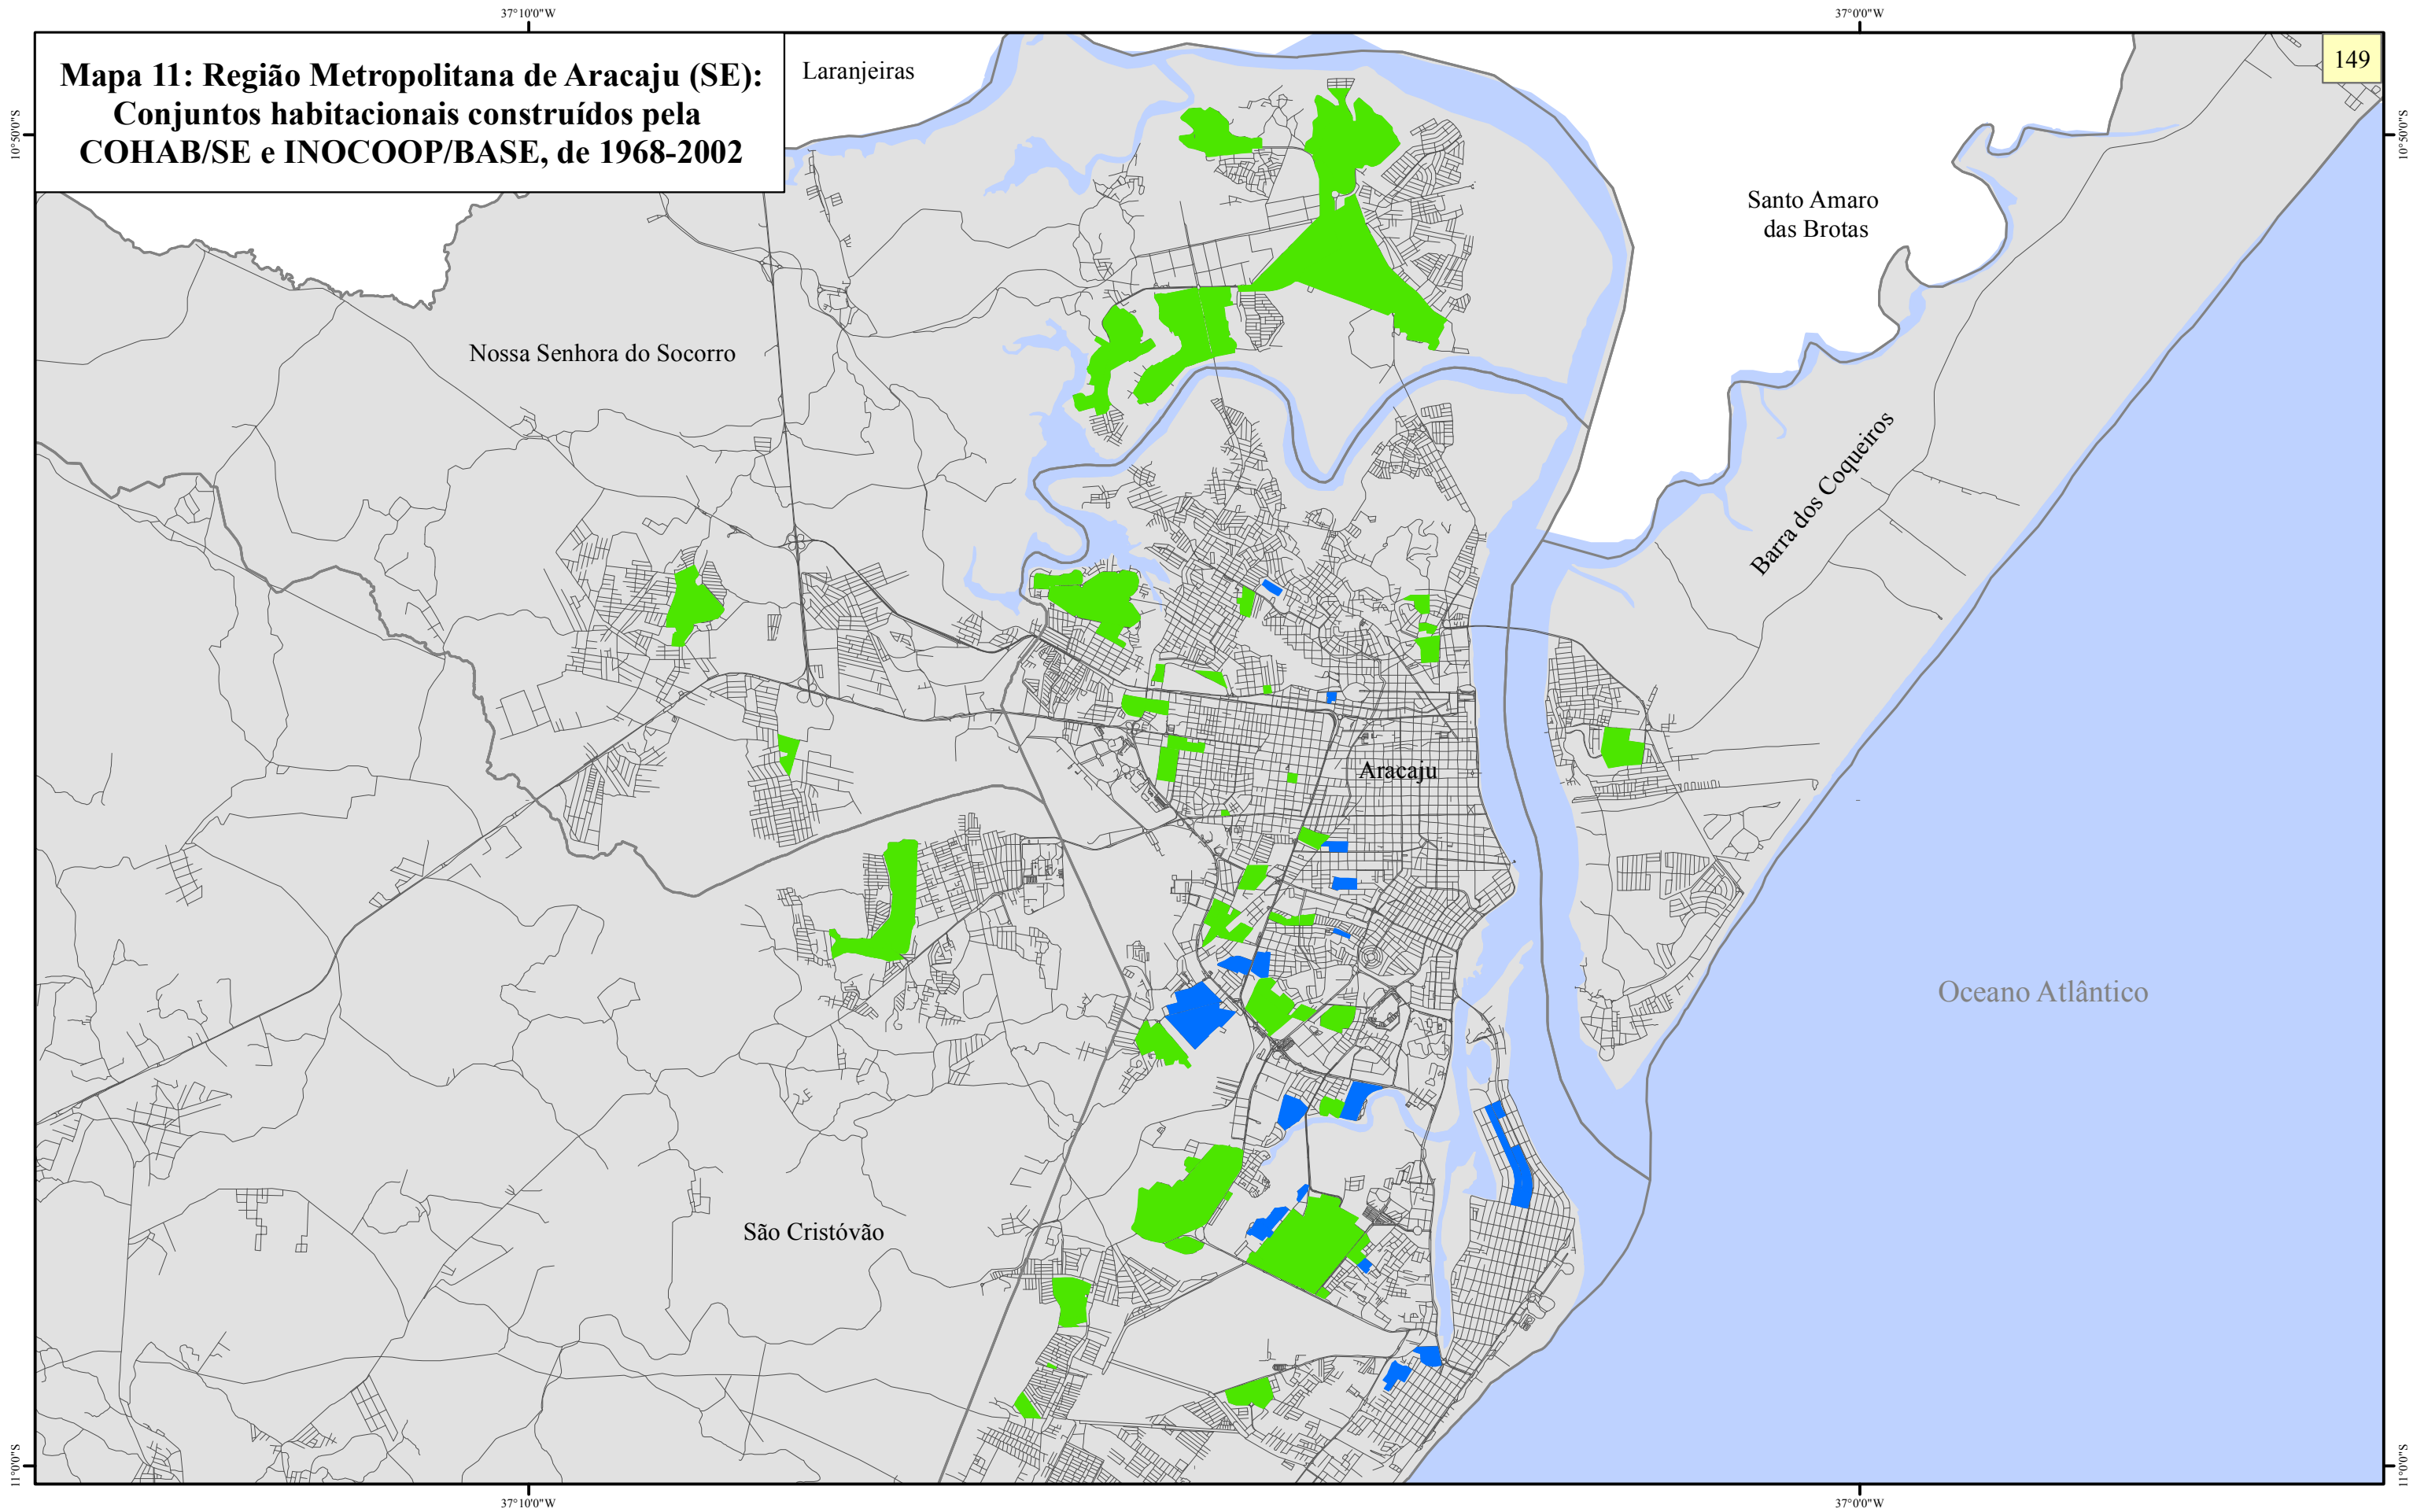 37°10'0"W
37°0'0"W
Mapa 11: Região Metropolitana de Aracaju (SE):
Conjuntos habitacionais construídos pela
COHAB/SE e INOCOOP/BASE, de 1968-2002
149
Laranjeiras
10°50'0"S
10°50'0"S
Santo Amaro
das Brotas
Nossa Senhora do Socorro
Barra dos Coqueiros
Aracaju
Oceano Atlântico
São Cristóvão
11°0'0"S
11°0'0"S
37°10'0"W
37°0'0"W